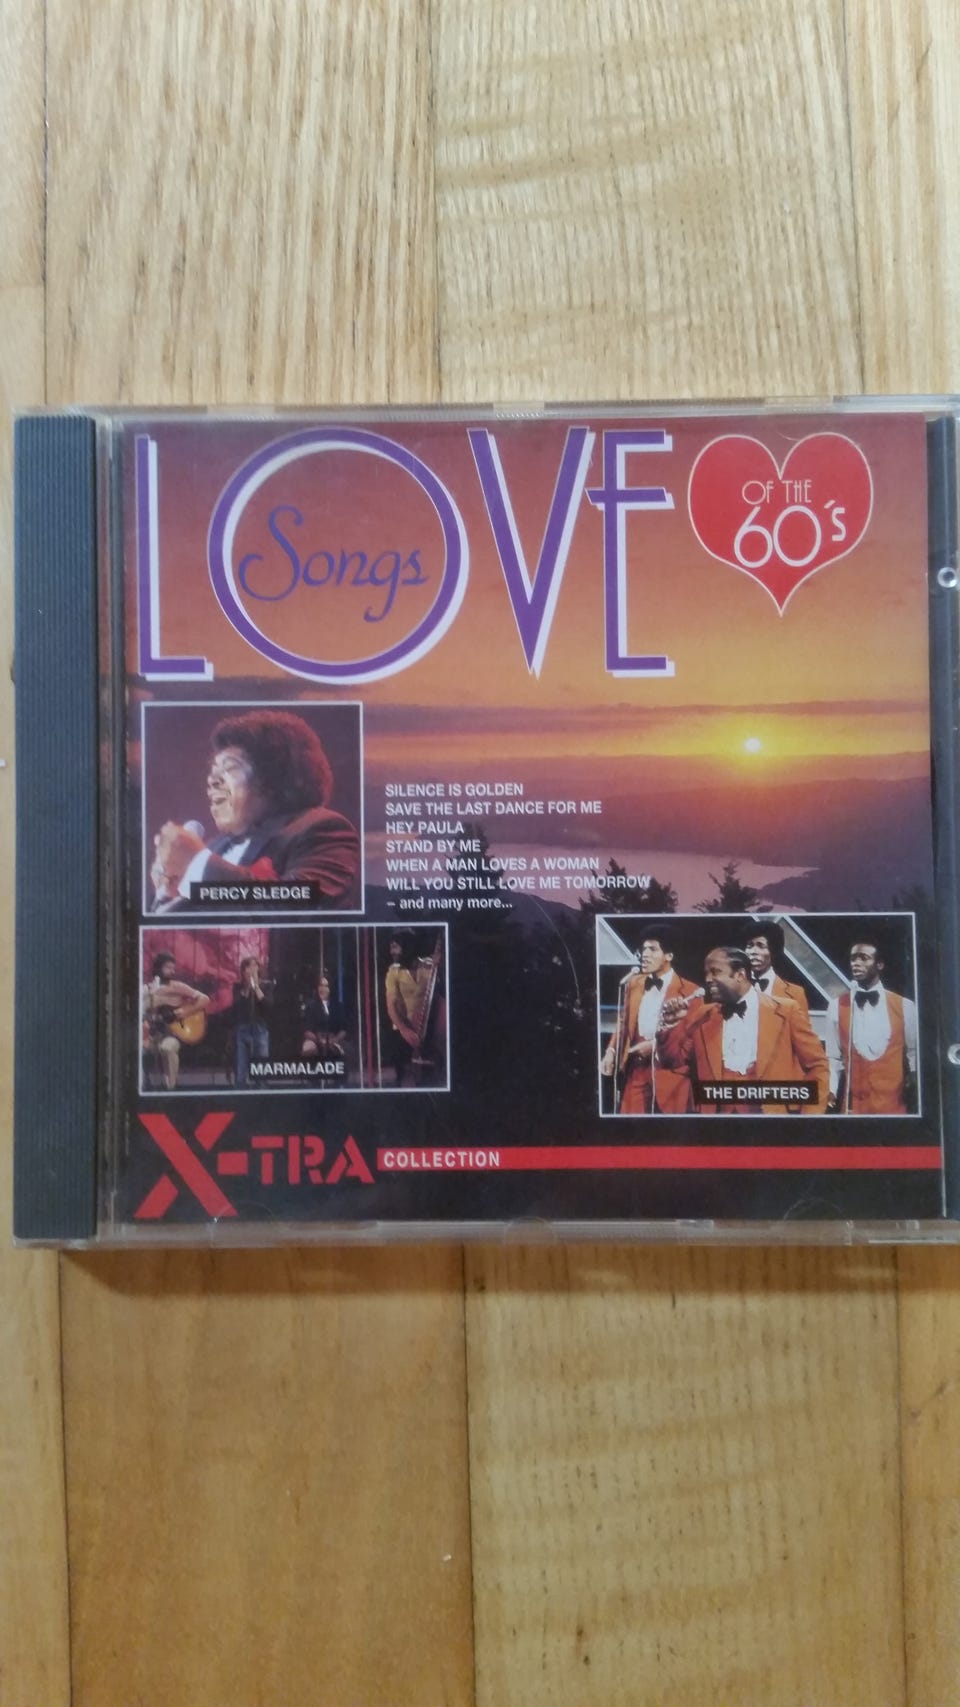 LOVE
Songs
OF THE
60's
SILENCE IS GOLDEN
SAVE THE LAST DANCE FOR ME
HEY PAULA
STAND BY ME
WHEN A MAN LOVES A WOMAN
WILL YOU STILL LOVE ME TOMORROW
– and many more...
PERCY SLEDGE
MARMALADE
THE DRIFTERS
X-TRA COLLECTION